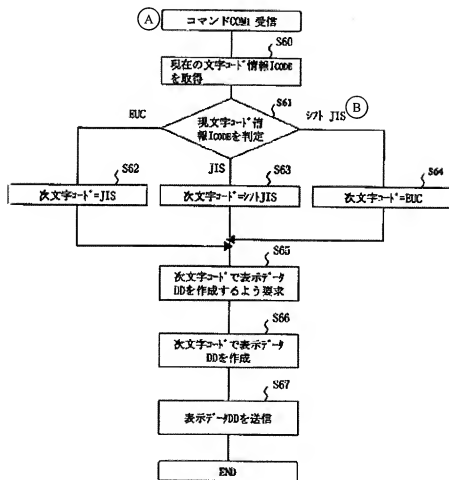 A
コマンドCOM1 受信
S60
現在の文字コード情報ICODE
を取得
S61
B
EUC
現文字コード情
報ICODEを判定
シフト JIS
JIS
S62
S63
S64
次文字コード=JIS
次文字コード=シフトJIS
次文字コード=EUC
S65
次文字コードで表示データ
DDを作成するよう要求
S66
次文字コードで表示データ
DDを作成
S67
表示データDDを送信
END